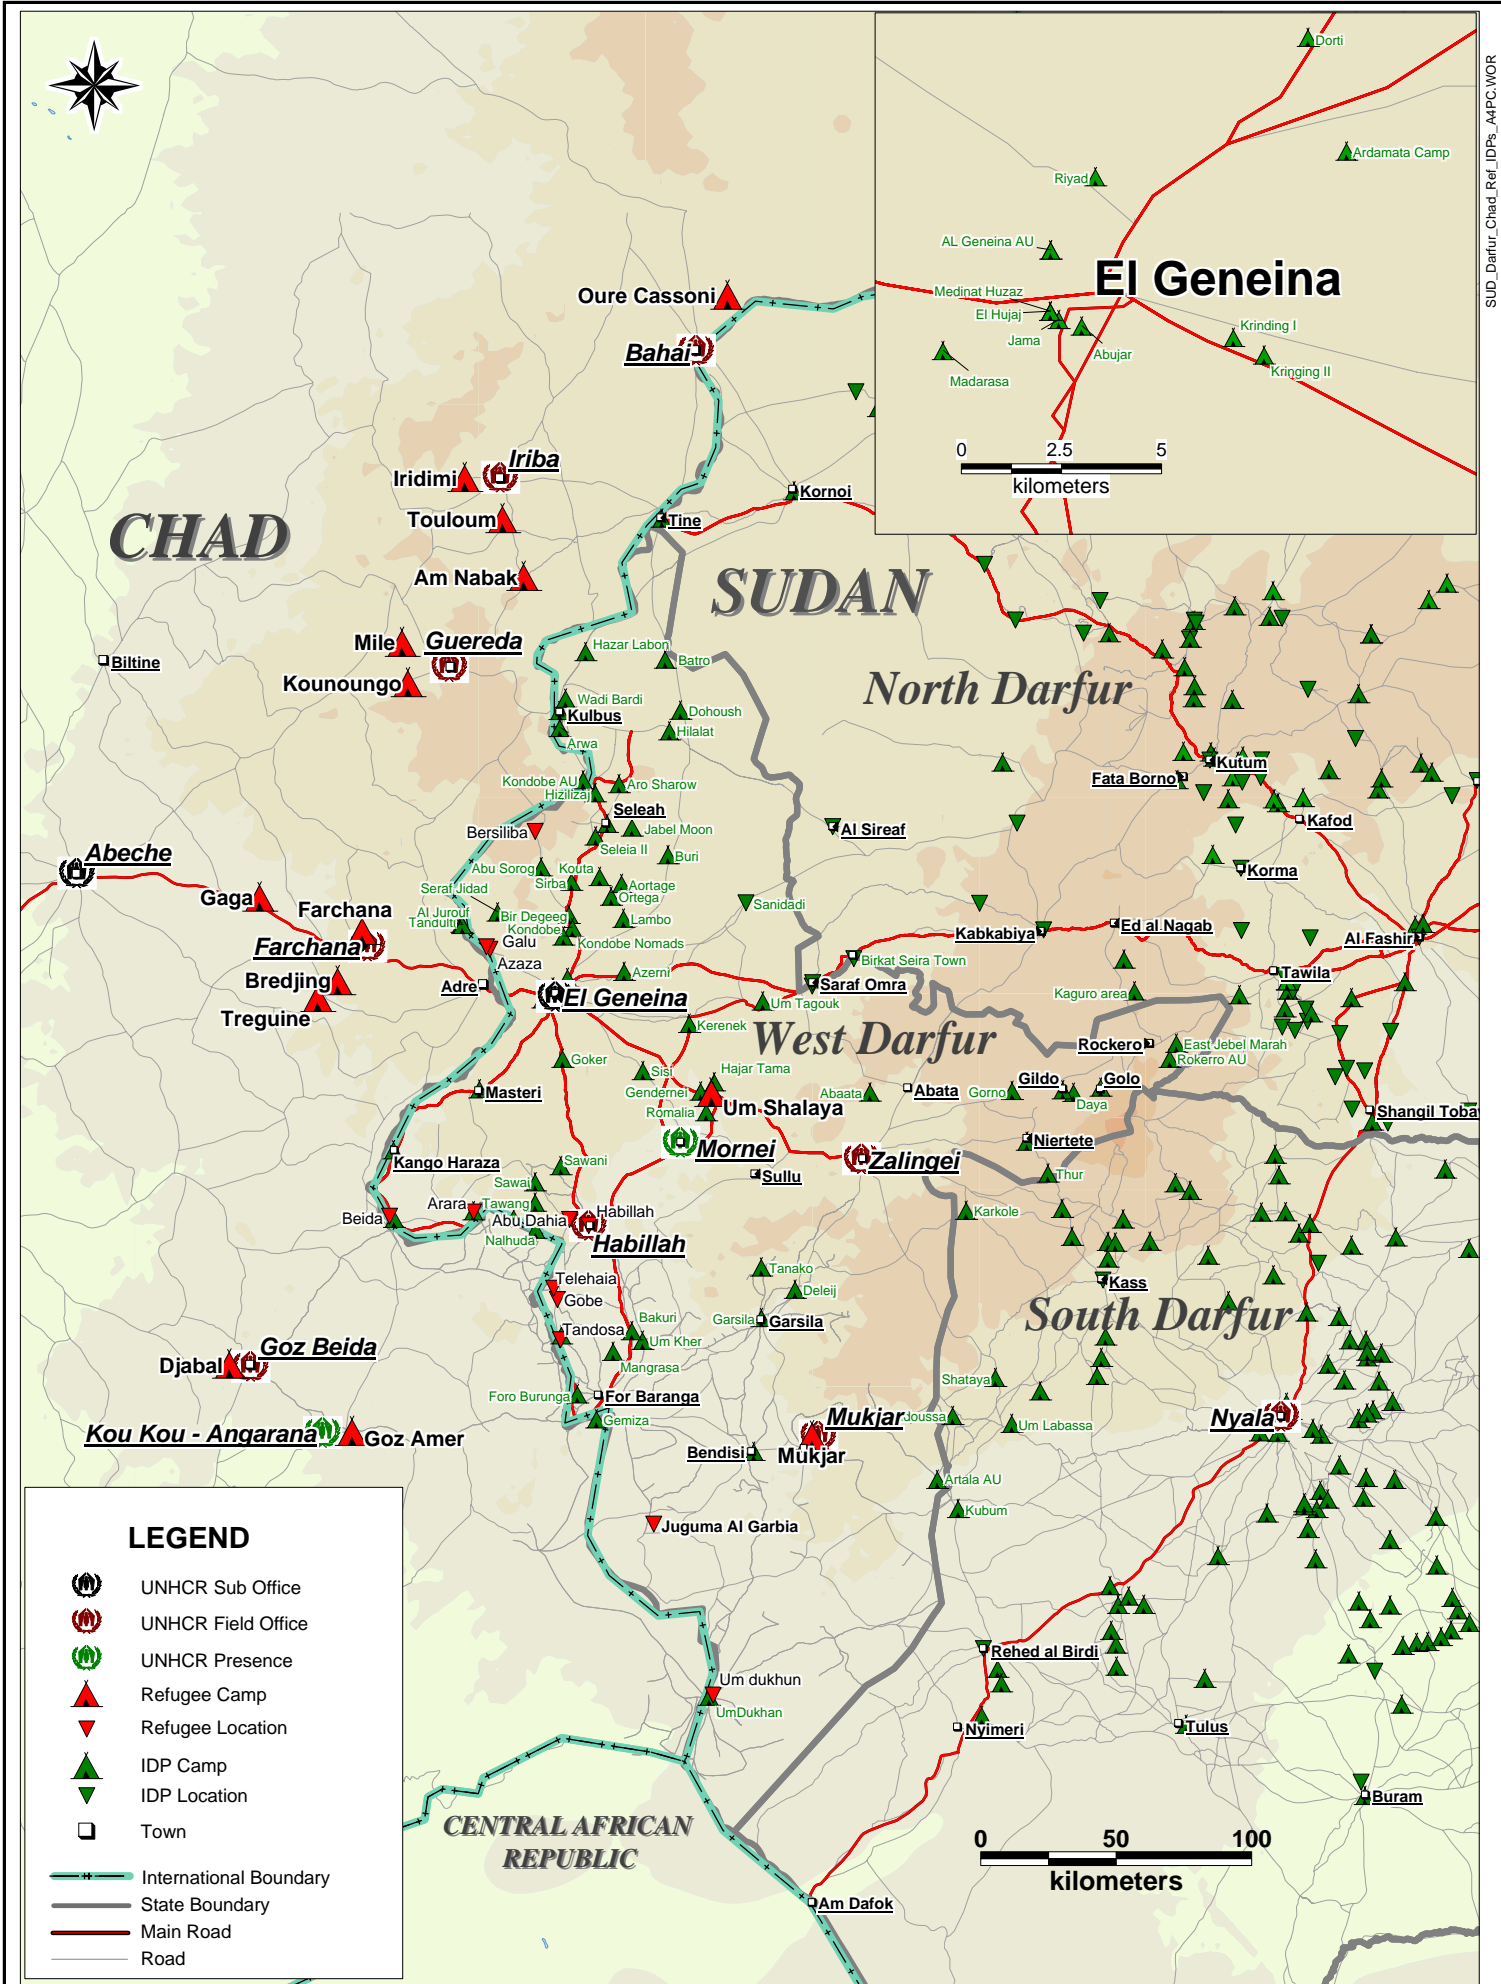 SUD_Darfur_Chad_Ref_IDPs_A4PC.WOR
Dorti
Ardamata Camp
Riyad
AL Geneina AU
El Geneina
Medinat Huzaz
El Hujaj
Jama
Abujar
Krinding I
Kringing II
Madarasa
0 2.5 5
kilometers
Oure Cassoni
Bahai
Iriba
Iridimi
Kornoi
Touloum
Tine
CHAD
Am Nabak
SUDAN
Mile
Guereda
Hazar Labon
Batro
Biltine
Kounoungo
North Darfur
Wadi Bardi
Kulbus
Dohoush
Arwa
Hilalat
Kutum
Fata Borno
Kondobe AU
Aro Sharow
Hizilizaj
Seleah
Kafod
Bersiliba
Jabel Moon
Al Sireaf
Seleia II
Abeche
Buri
Abu Sorog
Kouta
Korma
Seraf Jidad
Sirba
Aortage
Ortega
Gaga
Farchana
Sanidadi
Al Jurouf
Bir Degeeg
Lambo
Tandulti
Kondobe
Kabkabiya
Ed al Nagab
Al Fashir
Farchana
Galu
Kondobe Nomads
Birkat Seira Town
Azaza
Azerni
Tawila
Bredjing
Adre
Saraf Omra
El Geneina
Um Tagouk
Kaguro area
Treguine
Kerenek
West Darfur
Rockero
East Jebel Marah
Goker
Rokerro AU
Sisi
Hajar Tama
Masteri
Gendernei
Abaata
Abata
Gorno
Gildo
Golo
Romalia
Um Shalaya
Daya
Shangil Toba
Mornei
Niertete
Kango Haraza
Sawani
Zalingei
Sullu
Thur
Sawai
Arara
Tawang
Beida
Abu Dahia
Habillah
Karkole
Nalhuda
Habillah
Tanako
Telehaia
Deleij
Kass
Gobe
South Darfur
Bakuri
Garsila
Garsila
Tandosa
Um Kher
Goz Beida
Mangrasa
Djabal
Shataya
Foro Burunga
For Baranga
Gemiza
Mukjar
doussa
Um Labassa
Nyala
Kou Kou - Angarana
Goz Amer
Bendisi
Mukjar
Artala AU
Kubum
Juguma Al Garbia
LEGEND
UNHCR Sub Office
UNHCR Field Office
UNHCR Presence
Refugee Camp
Refugee Location
IDP Camp
IDP Location
Town
International Boundary
State Boundary
Main Road
Road
Rehed al Birdi
Um dukhun
UmDukhan
Nyimeri
Tulus
Buram
CENTRAL AFRICAN
REPUBLIC
0 50 100
kilometers
Am Dafok